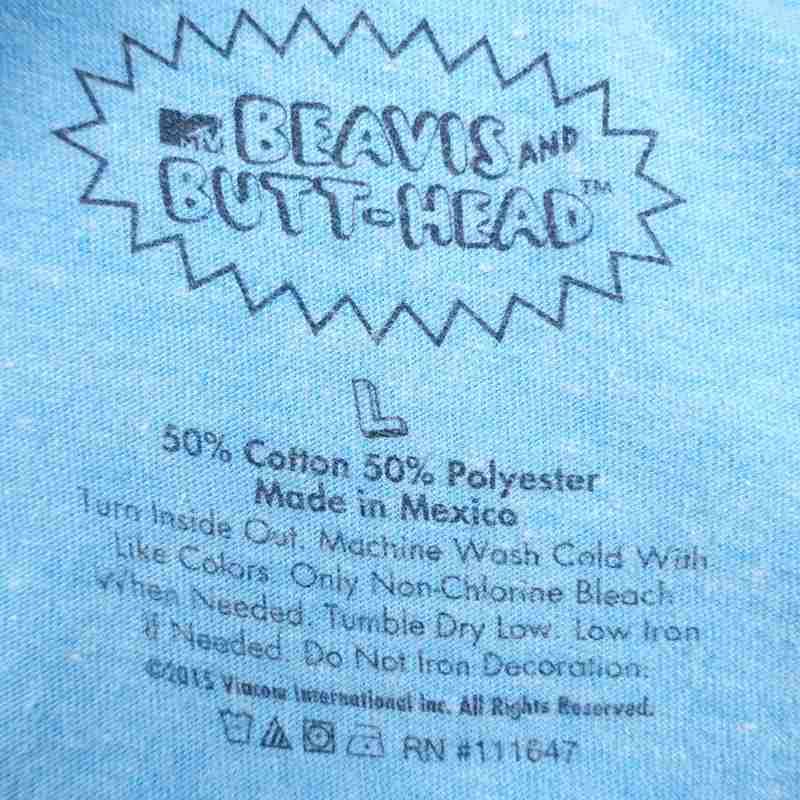 MTV BEAVIS AND
BUTT-HEAD™
L
50% Cotton 50% Polyester
Made in Mexico
Turn Inside Out. Machine Wash Cold With
Like Colors. Only Non-Chlorine Bleach
When Needed. Tumble Dry Low. Low Iron
If Needed. Do Not Iron Decoration.
©2015 Viacom International Inc. All Rights Reserved.
RN #111647